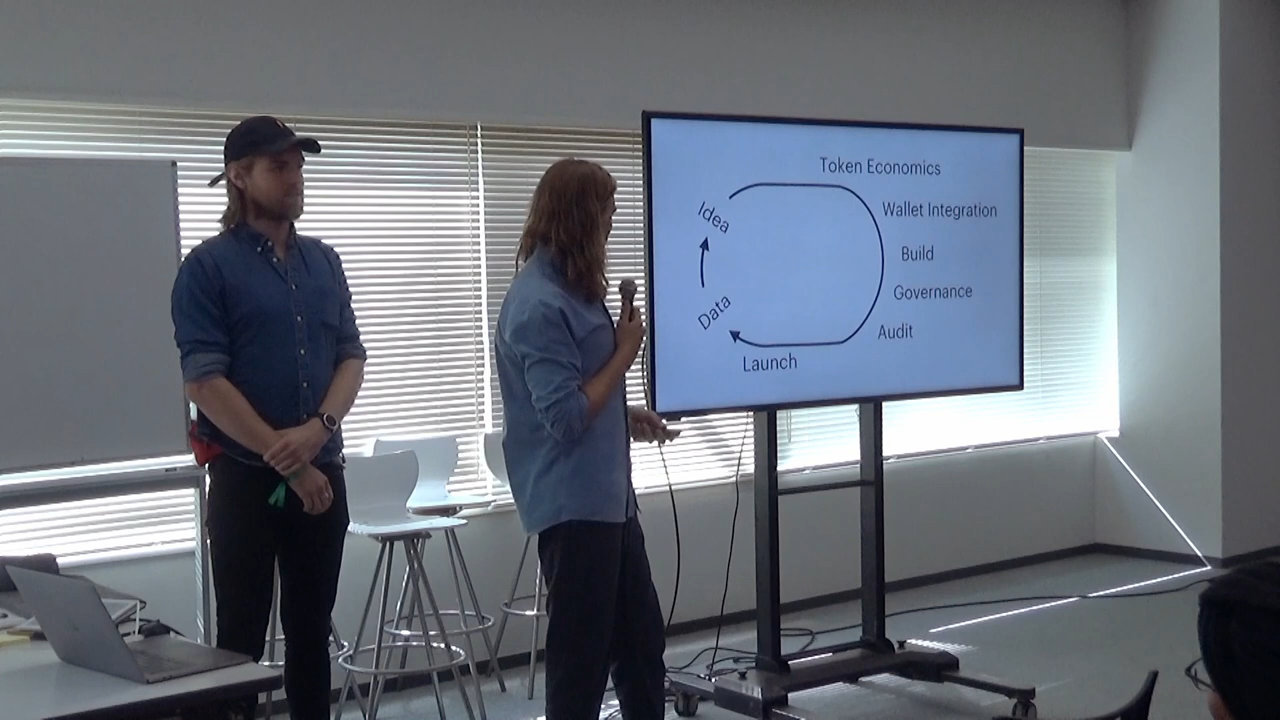 Token Economics
Idea
Wallet Integration
Build
Data
Governance
Audit
Launch